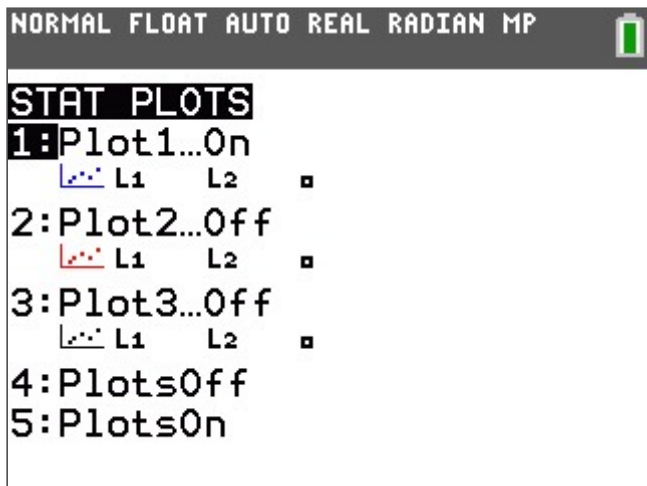 NORMAL FLOAT AUTO REAL RADIAN MP
STAT PLOTS
1:Plot1…On
L1 L2
2:Plot2…Off
L1 L2
3:Plot3…Off
L1 L2
4:PlotsOff
5:PlotsOn